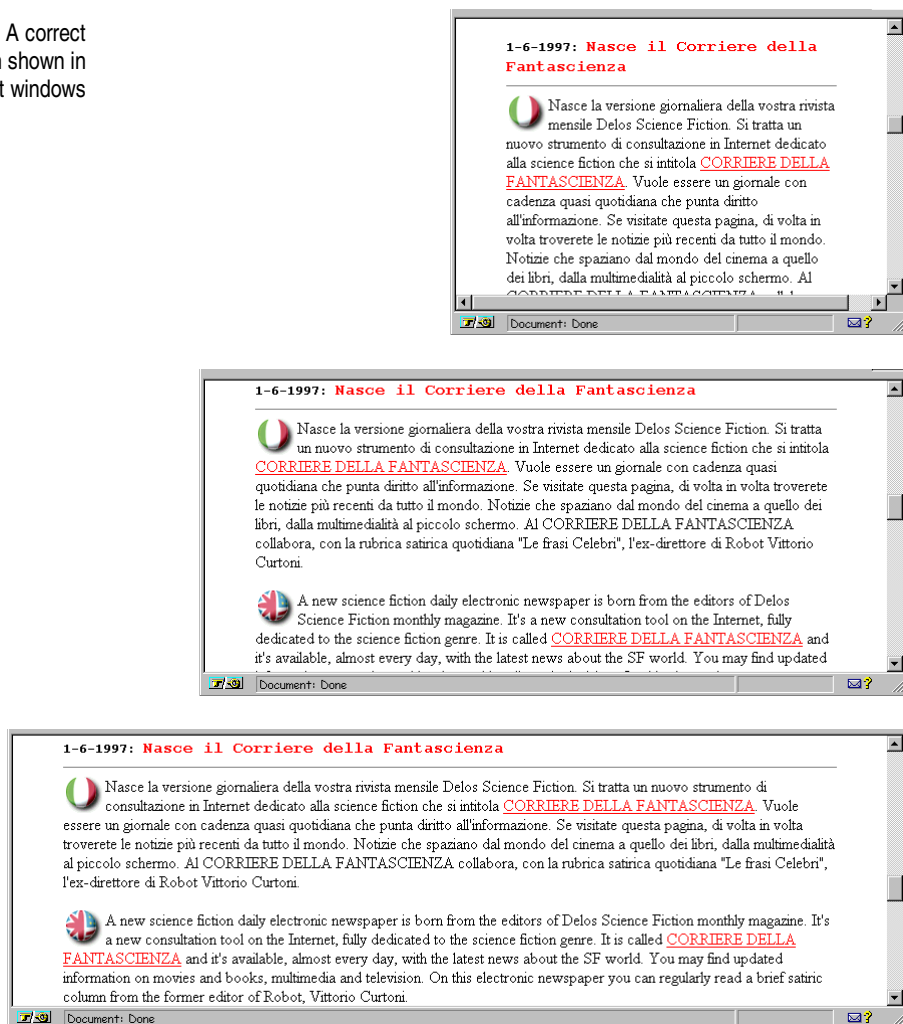 A correct
shown in
windows
1-6-1997: Nasce il Corriere della
Fantascienza
Nasce la versione giornaliera della vostra rivista
mensile Delos Science Fiction. Si tratta un
nuovo strumento di consultazione in Internet dedicato
alla science fiction che si intitola CORRIERE DELLA
FANTASCIENZA. Vuole essere un giornale con
cadenza quasi quotidiana che punta diritto
all'informazione. Se visitate questa pagina, di volta in
volta troverete le notizie più recenti da tutto il mondo.
Notizie che spaziano dal mondo del cinema a quello
dei libri, dalla multimedialità al piccolo schermo. Al
CORRIERE DELLA FANTASCIENZA
Document: Done
1-6-1997: Nasce il Corriere della Fantascienza
Nasce la versione giornaliera della vostra rivista mensile Delos Science Fiction. Si tratta
un nuovo strumento di consultazione in Internet dedicato alla science fiction che si intitola
CORRIERE DELLA FANTASCIENZA. Vuole essere un giornale con cadenza quasi
quotidiana che punta diritto all'informazione. Se visitate questa pagina, di volta in volta troverete
le notizie più recenti da tutto il mondo. Notizie che spaziano dal mondo del cinema a quello dei
libri, dalla multimedialità al piccolo schermo. Al CORRIERE DELLA FANTASCIENZA
collabora, con la rubrica satirica quotidiana "Le frasi Celebri", l'ex-direttore di Robot Vittorio
Curtoni.
A new science fiction daily electronic newspaper is born from the editors of Delos
Science Fiction monthly magazine. It's a new consultation tool on the Internet, fully
dedicated to the science fiction genre. It is called CORRIERE DELLA FANTASCIENZA and
it's available, almost every day, with the latest news about the SF world. You may find updated
Document: Done
1-6-1997: Nasce il Corriere della Fantascienza
Nasce la versione giornaliera della vostra rivista mensile Delos Science Fiction. Si tratta un nuovo strumento di
consultazione in Internet dedicato alla science fiction che si intitola CORRIERE DELLA FANTASCIENZA. Vuole
essere un giornale con cadenza quasi quotidiana che punta diritto all'informazione. Se visitate questa pagina, di volta in volta
troverete le notizie più recenti da tutto il mondo. Notizie che spaziano dal mondo del cinema a quello dei libri, dalla multimedialità
al piccolo schermo. Al CORRIERE DELLA FANTASCIENZA collabora, con la rubrica satirica quotidiana "Le frasi Celebri",
l'ex-direttore di Robot Vittorio Curtoni.
A new science fiction daily electronic newspaper is born from the editors of Delos Science Fiction monthly magazine. It's
a new consultation tool on the Internet, fully dedicated to the science fiction genre. It is called CORRIERE DELLA
FANTASCIENZA and it's available, almost every day, with the latest news about the SF world. You may find updated
information on movies and books, multimedia and television. On this electronic newspaper you can regularly read a brief satiric
column from the former editor of Robot, Vittorio Curtoni.
Document: Done